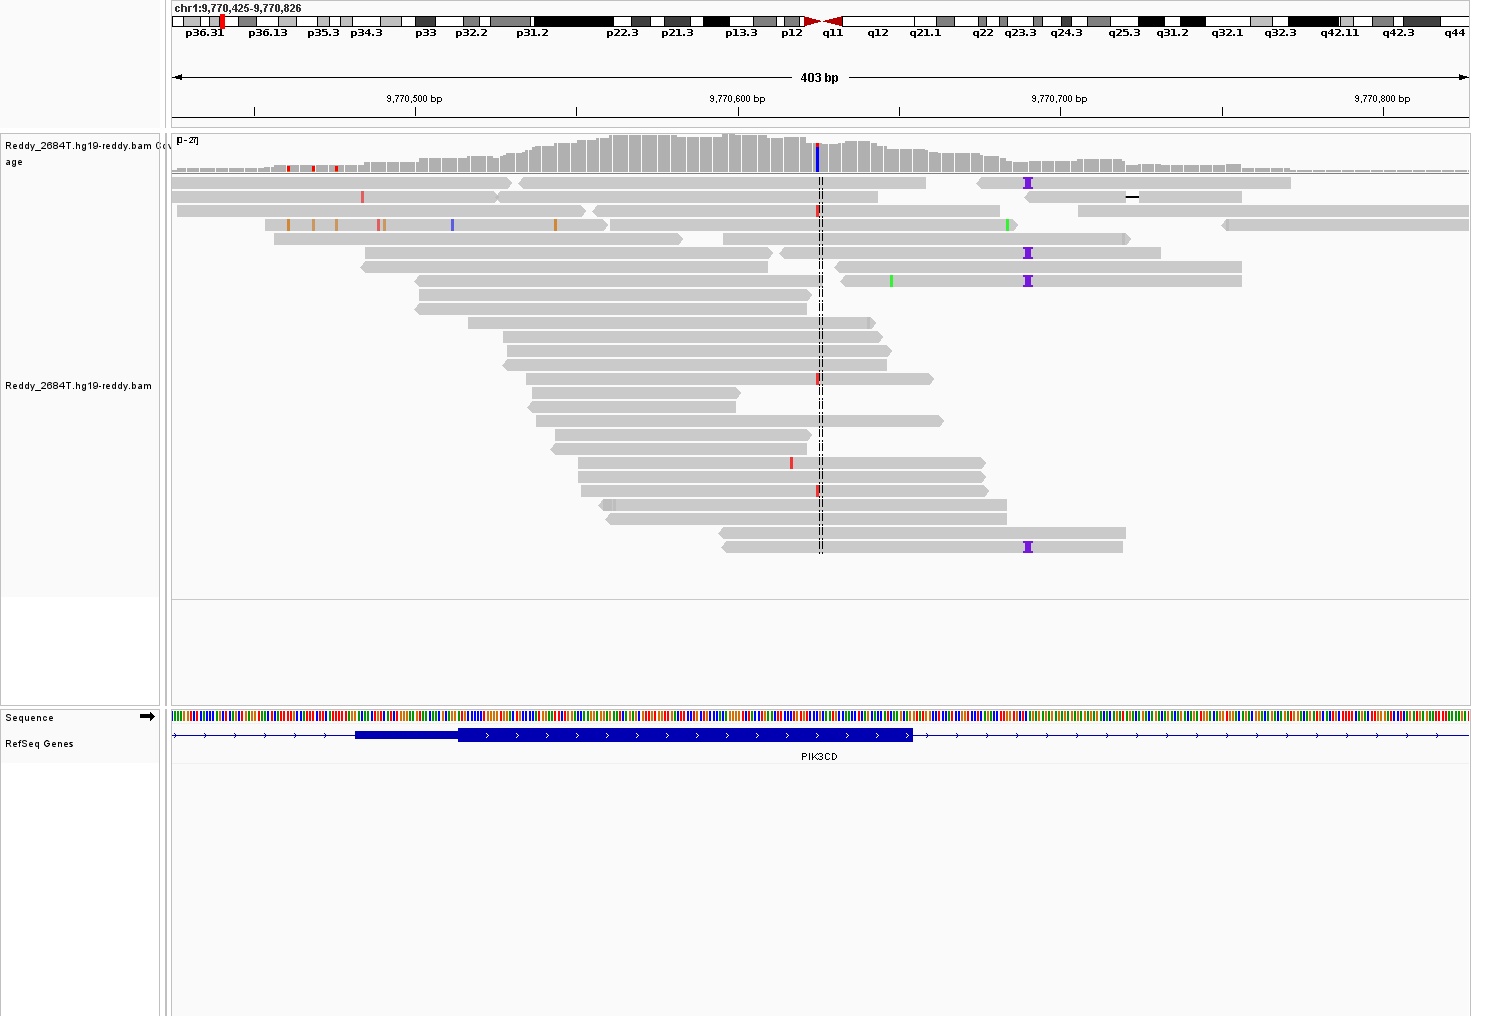 chr1:9,770,425-9,770,826
p36.31 p36.13 p35.3 p34.3 p33 p32.2 p31.2 p22.3 p21.3 p13.3 p12 q11 q12 q21.1 q22 q23.3 q24.3 q25.3 q31.2 q32.1 q32.3 q42.11 q42.3 q44
403 bp
9,770,500 bp 9,770,600 bp 9,770,700 bp 9,770,800 bp
[0 - 27]
Reddy_2684T.hg19-reddy.bam Cov
age
Reddy_2684T.hg19-reddy.bam
Sequence
RefSeq Genes
PIK3CD